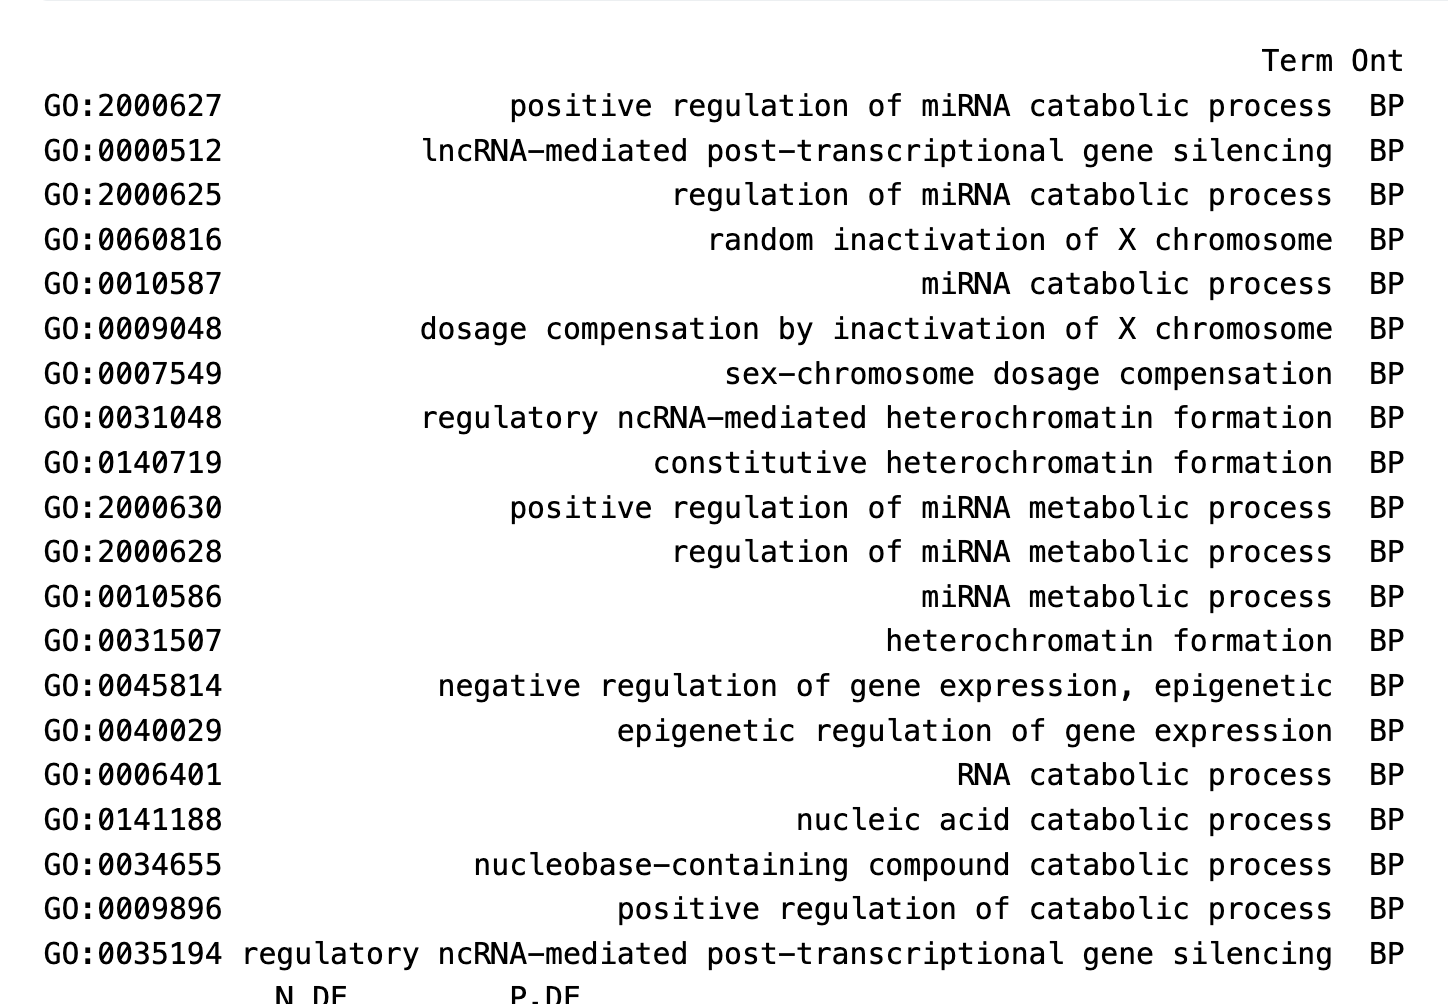 Term Ont
GO:2000627 positive regulation of miRNA catabolic process BP
GO:0000512 lncRNA-mediated post-transcriptional gene silencing BP
GO:2000625 regulation of miRNA catabolic process BP
GO:0060816 random inactivation of X chromosome BP
GO:0010587 miRNA catabolic process BP
GO:0009048 dosage compensation by inactivation of X chromosome BP
GO:0007549 sex-chromosome dosage compensation BP
GO:0031048 regulatory ncRNA-mediated heterochromatin formation BP
GO:0140719 constitutive heterochromatin formation BP
GO:2000630 positive regulation of miRNA metabolic process BP
GO:2000628 regulation of miRNA metabolic process BP
GO:0010586 miRNA metabolic process BP
GO:0031507 heterochromatin formation BP
GO:0045814 negative regulation of gene expression, epigenetic BP
GO:0040029 epigenetic regulation of gene expression BP
GO:0006401 RNA catabolic process BP
GO:0141188 nucleic acid catabolic process BP
GO:0034655 nucleobase-containing compound catabolic process BP
GO:0009896 positive regulation of catabolic process BP
GO:0035194 regulatory ncRNA-mediated post-transcriptional gene silencing BP
N DE P.DE